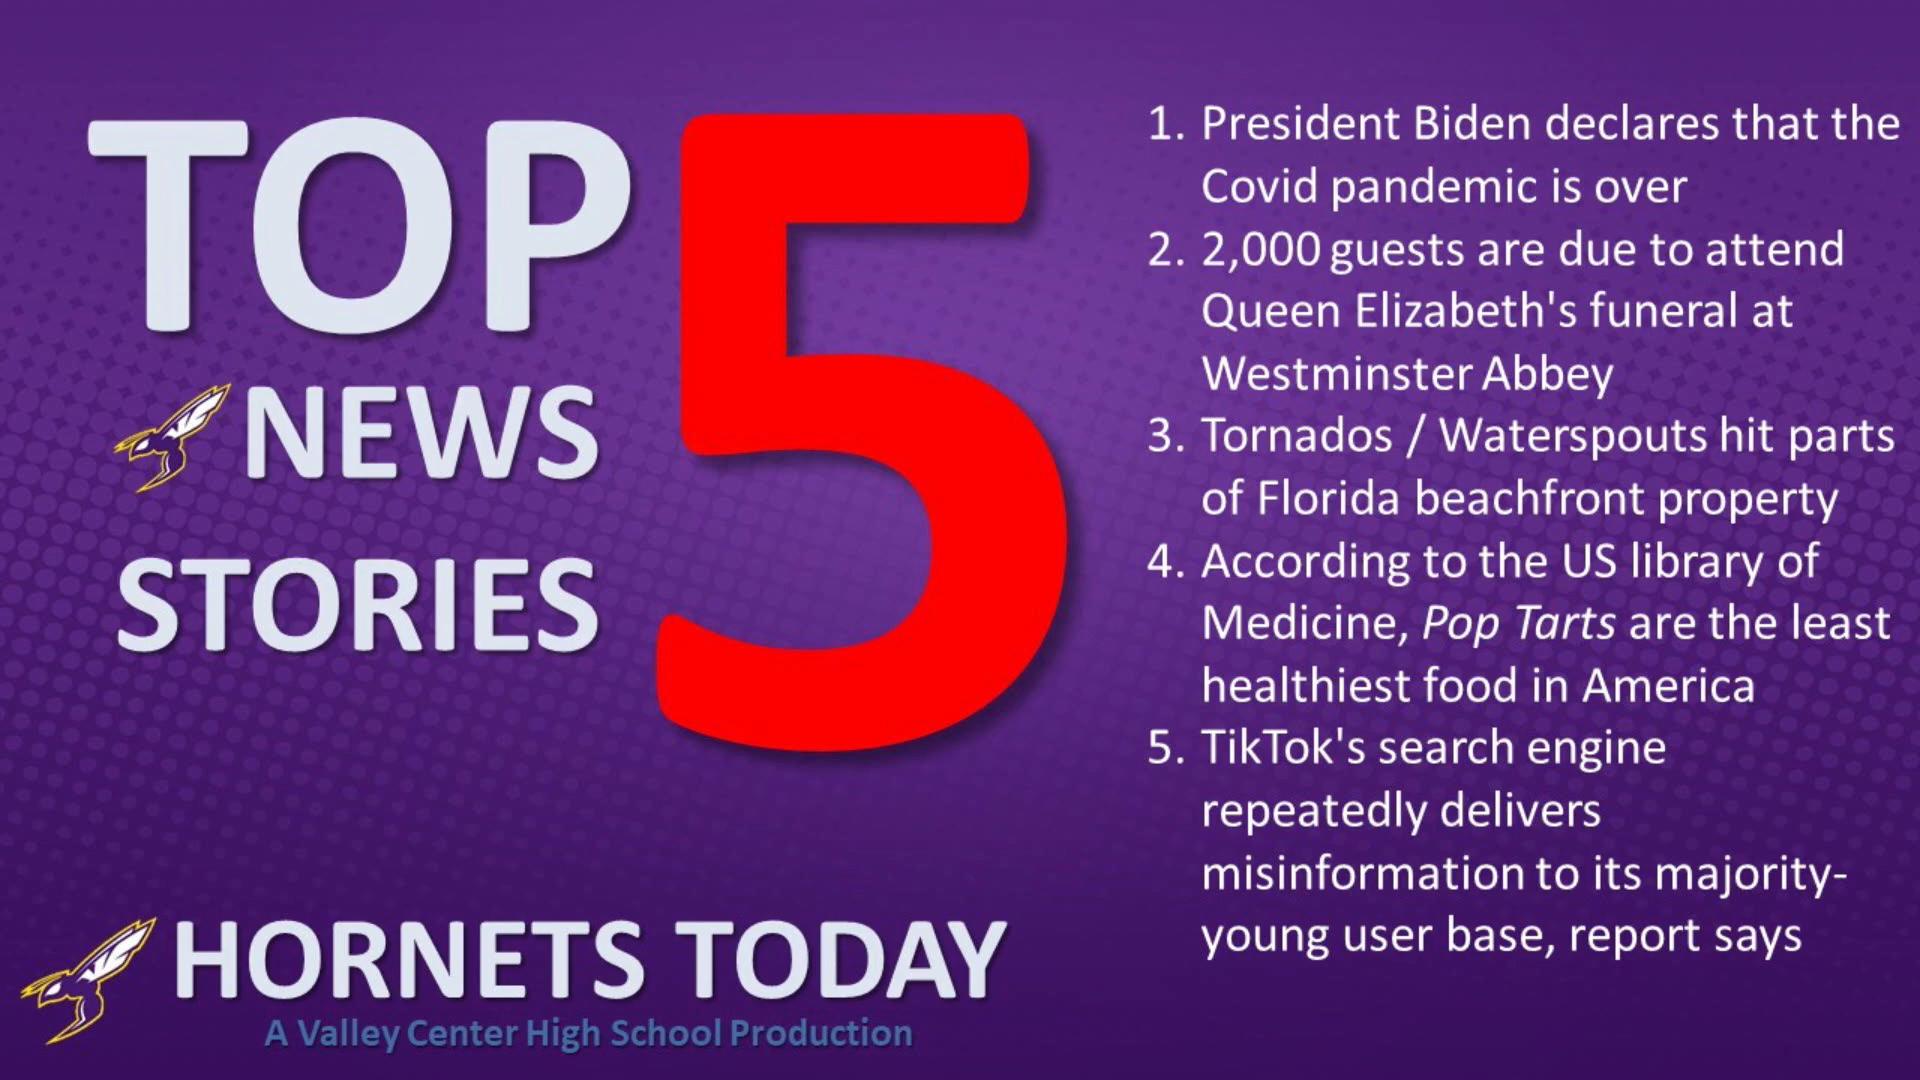 TOP 5
NEWS
STORIES
1. President Biden declares that the
Covid pandemic is over
2. 2,000 guests are due to attend
Queen Elizabeth's funeral at
Westminster Abbey
3. Tornados / Waterspouts hit parts
of Florida beachfront property
4. According to the US library of
Medicine, Pop Tarts are the least
healthiest food in America
5. TikTok's search engine
repeatedly delivers
misinformation to its majority-
young user base, report says
HORNETS TODAY
A Valley Center High School Production